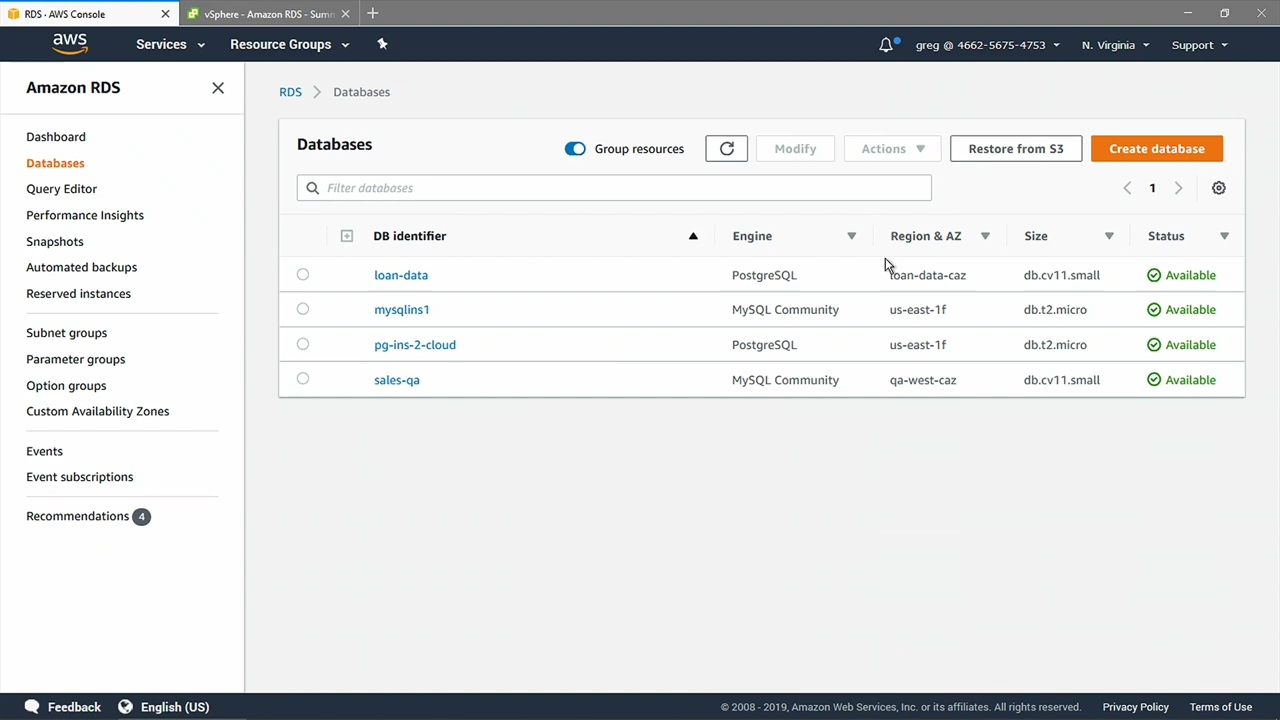 RDS · AWS Console
vSphere - Amazon RDS - Summ
aws
Services
Resource Groups
greg @ 4662-5675-4753
N. Virginia
Support
Amazon RDS
Dashboard
Databases
Query Editor
Performance Insights
Snapshots
Automated backups
Reserved instances
Subnet groups
Parameter groups
Option groups
Custom Availability Zones
Events
Event subscriptions
Recommendations 4
RDS > Databases
Databases
Group resources
Modify
Actions
Restore from S3
Create database
Filter databases
1
DB identifier Engine Region & AZ Size Status
loan-data PostgreSQL loan-data-caz db.cv11.small Available
mysqlins1 MySQL Community us-east-1f db.t2.micro Available
pg-ins-2-cloud PostgreSQL us-east-1f db.t2.micro Available
sales-qa MySQL Community qa-west-caz db.cv11.small Available
Feedback
English (US)
© 2008 - 2019, Amazon Web Services, Inc. or its affiliates. All rights reserved.
Privacy Policy
Terms of Use